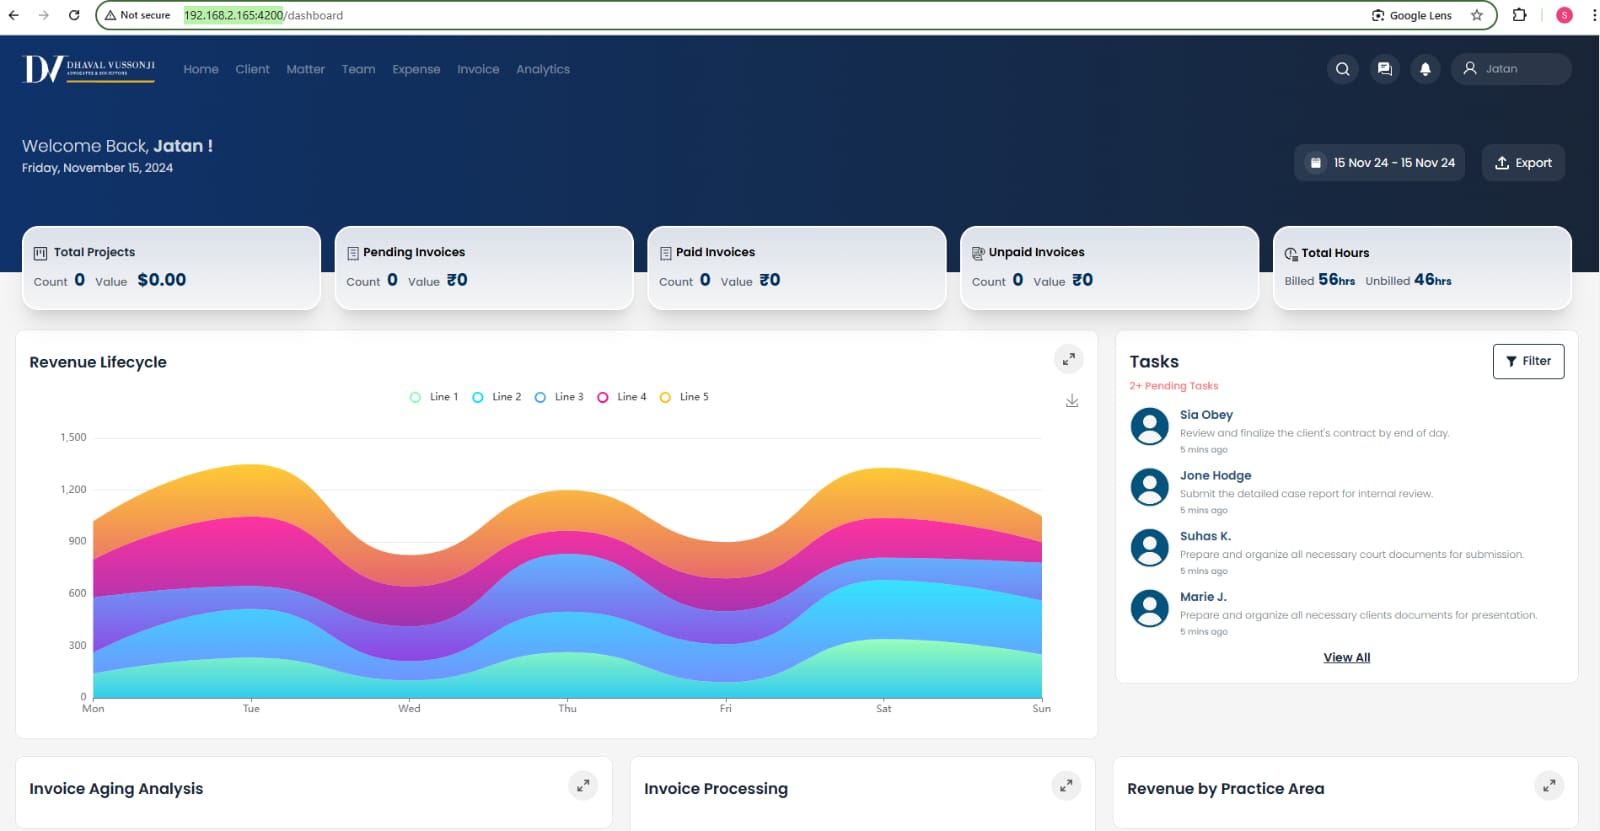 Not secure 192.168.2.165:4200/dashboard Google Lens S
DV DHAVAL VUSSONJI
ADVOCATES & SOLICITORS
Home Client Matter Team Expense Invoice Analytics Jatan
Welcome Back, Jatan !
Friday, November 15, 2024
15 Nov 24 - 15 Nov 24 Export
Total Projects
Count 0 Value $0.00
Pending Invoices
Count 0 Value ₹0
Paid Invoices
Count 0 Value ₹0
Unpaid Invoices
Count 0 Value ₹0
Total Hours
Billed 56hrs Unbilled 46hrs
Revenue Lifecycle
Line 1 Line 2 Line 3 Line 4 Line 5
1,500
1,200
900
600
300
0
Mon Tue Wed Thu Fri Sat Sun
Tasks
Filter
2+ Pending Tasks
Sia Obey
Review and finalize the client's contract by end of day.
5 mins ago
Jone Hodge
Submit the detailed case report for internal review.
5 mins ago
Suhas K.
Prepare and organize all necessary court documents for submission.
5 mins ago
Marie J.
Prepare and organize all necessary clients documents for presentation.
5 mins ago
View All
Invoice Aging Analysis
Invoice Processing
Revenue by Practice Area